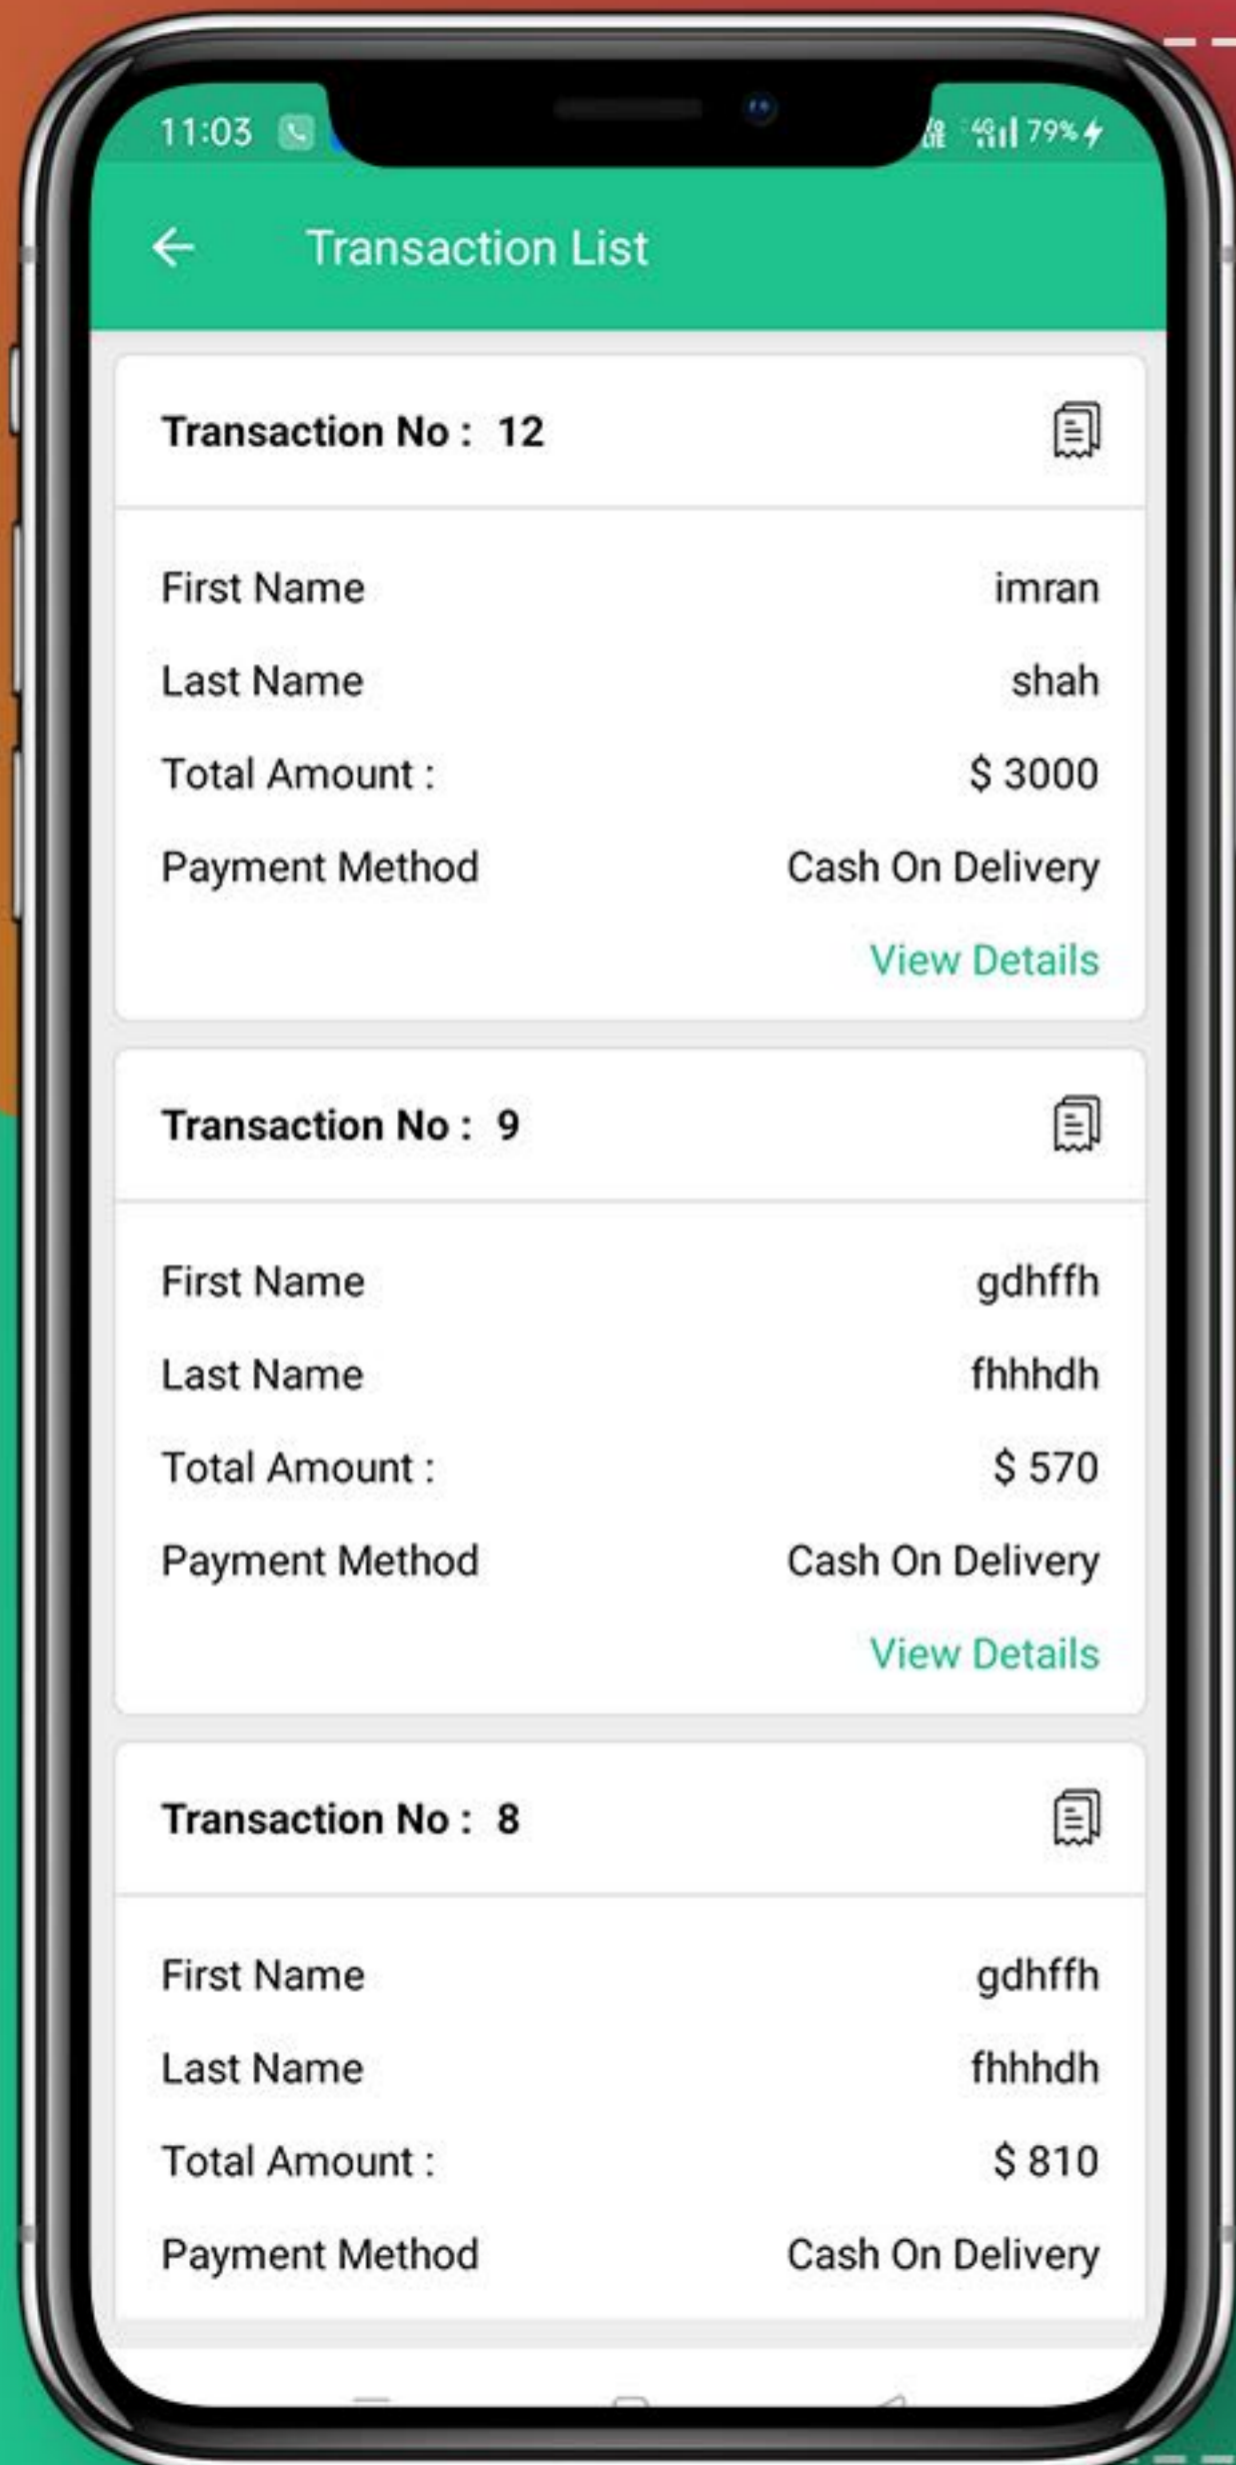 11:03
4G 79%
Transaction List
Transaction No : 12
First Name imran
Last Name shah
Total Amount : $ 3000
Payment Method Cash On Delivery
View Details
Transaction No : 9
First Name gdhffh
Last Name fhhhdh
Total Amount : $ 570
Payment Method Cash On Delivery
View Details
Transaction No : 8
First Name gdhffh
Last Name fhhhdh
Total Amount : $ 810
Payment Method Cash On Delivery